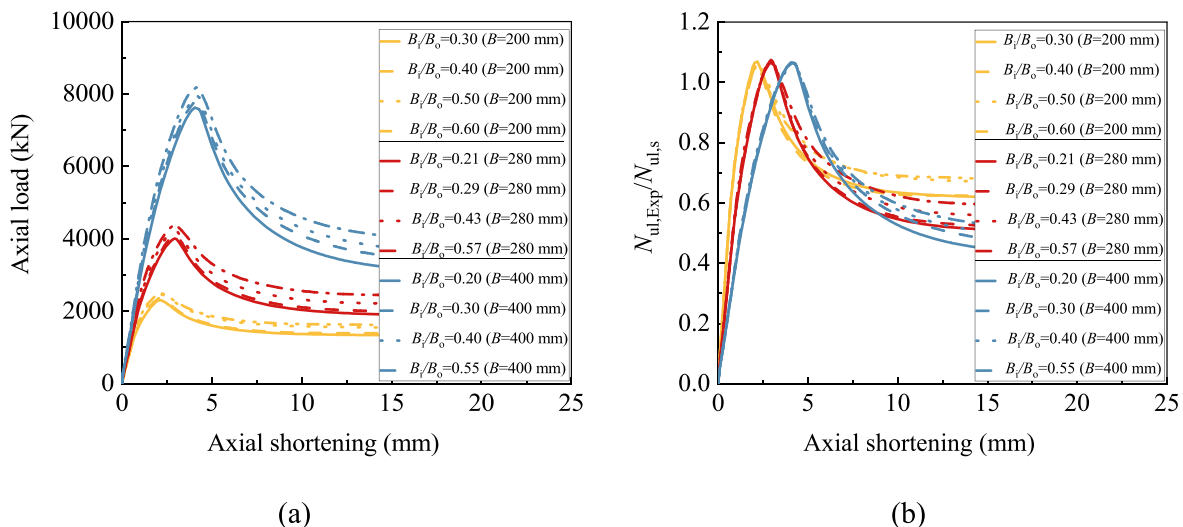 10000
8000
6000
4000
2000
0
Axial load (kN)
0 5 10 15 20 25
Axial shortening (mm)
Bᵢ/Bₒ=0.30 (B=200 mm)
Bᵢ/Bₒ=0.40 (B=200 mm)
Bᵢ/Bₒ=0.50 (B=200 mm)
Bᵢ/Bₒ=0.60 (B=200 mm)
Bᵢ/Bₒ=0.21 (B=280 mm)
Bᵢ/Bₒ=0.29 (B=280 mm)
Bᵢ/Bₒ=0.43 (B=280 mm)
Bᵢ/Bₒ=0.57 (B=280 mm)
Bᵢ/Bₒ=0.20 (B=400 mm)
Bᵢ/Bₒ=0.30 (B=400 mm)
Bᵢ/Bₒ=0.40 (B=400 mm)
Bᵢ/Bₒ=0.55 (B=400 mm)
(a)
1.2
1.0
0.8
0.6
0.4
0.2
0.0
N_ul,Exp/N_ul,s
0 5 10 15 20 25
Axial shortening (mm)
Bᵢ/Bₒ=0.30 (B=200 mm)
Bᵢ/Bₒ=0.40 (B=200 mm)
Bᵢ/Bₒ=0.50 (B=200 mm)
Bᵢ/Bₒ=0.60 (B=200 mm)
Bᵢ/Bₒ=0.21 (B=280 mm)
Bᵢ/Bₒ=0.29 (B=280 mm)
Bᵢ/Bₒ=0.43 (B=280 mm)
Bᵢ/Bₒ=0.57 (B=280 mm)
Bᵢ/Bₒ=0.20 (B=400 mm)
Bᵢ/Bₒ=0.30 (B=400 mm)
Bᵢ/Bₒ=0.40 (B=400 mm)
Bᵢ/Bₒ=0.55 (B=400 mm)
(b)